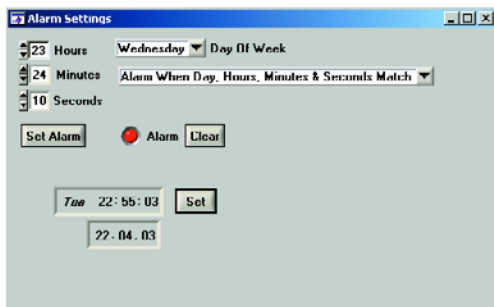 Alarm Settings
23 Hours Wednesday Day Of Week
24 Minutes Alarm When Day, Hours, Minutes & Seconds Match
10 Seconds
Set Alarm Alarm Clear
Tue 22:55:03 Set
22.04.03